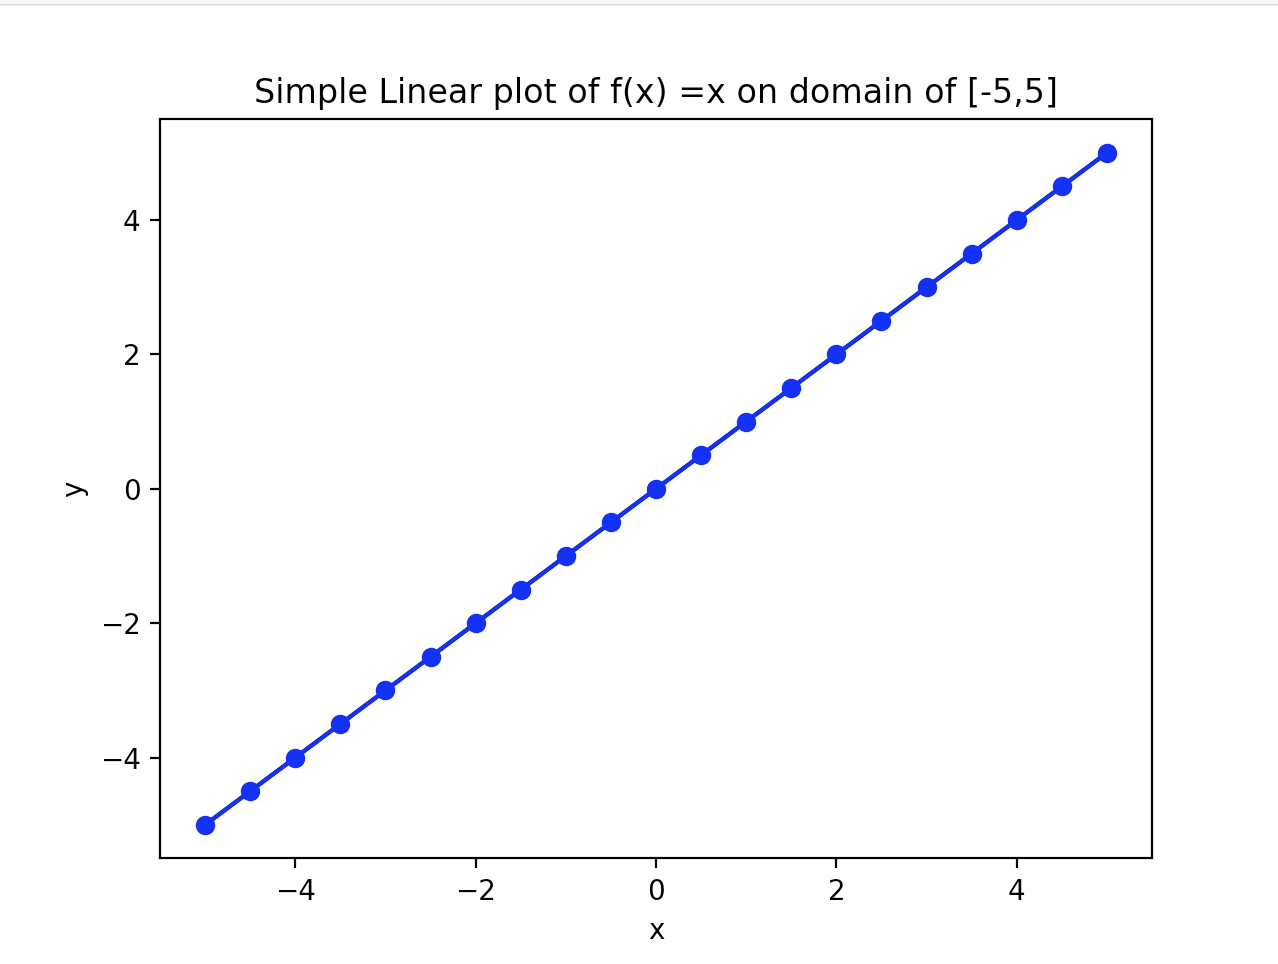 Simple Linear plot of f(x) =x on domain of [-5,5]
4
2
0
−2
−4
y
−4 −2 0 2 4
x